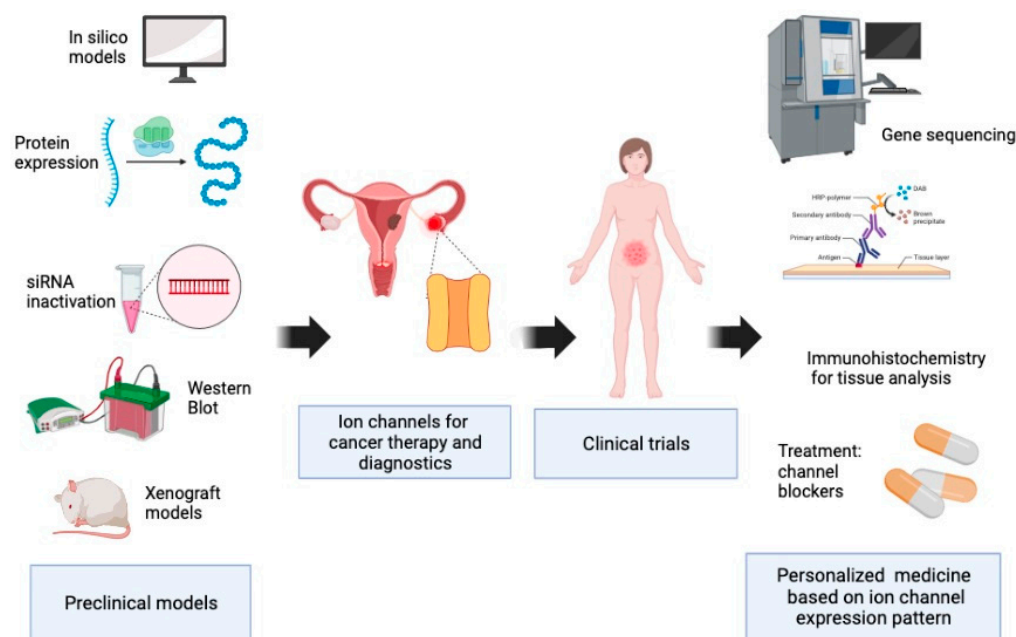 In silico
models
Protein
expression
siRNA
inactivation
Western
Blot
Xenograft
models
Preclinical models
Ion channels for
cancer therapy and
diagnostics
Clinical trials
Gene sequencing
DAB
HRP-polymer
Secondary antibody
Brown
precipitate
Primary antibody
Antigen
Tissue layer
Immunohistochemistry
for tissue analysis
Treatment:
channel
blockers
Personalized medicine
based on ion channel
expression pattern